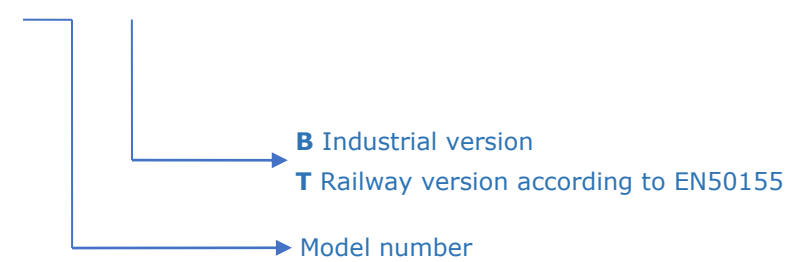 B Industrial version
T Railway version according to EN50155
Model number